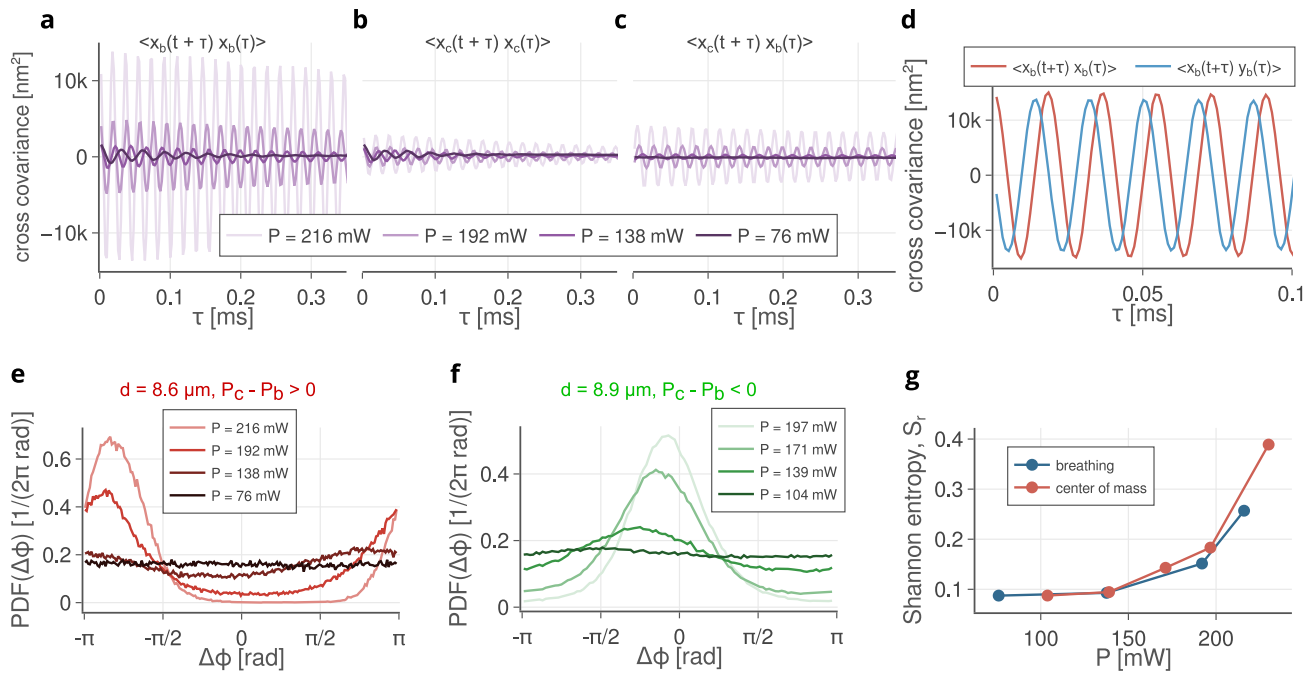 a
b
c
d
<x_b(t + τ) x_b(τ)>
<x_c(t + τ) x_c(τ)>
<x_c(t + τ) x_b(τ)>
<x_b(t+τ) x_b(τ)>
<x_b(t+τ) y_b(τ)>
cross covariance [nm²]
10k
0
−10k
P = 216 mW
P = 192 mW
P = 138 mW
P = 76 mW
0
0.1
0.2
0.3
τ [ms]
0
0.1
0.2
0.3
τ [ms]
0
0.1
0.2
0.3
τ [ms]
cross covariance [nm²]
10k
0
−10k
0
0.05
0.1
τ [ms]
e
d = 8.6 μm, P_c - P_b > 0
P = 216 mW
P = 192 mW
P = 138 mW
P = 76 mW
PDF(Δϕ) [1/(2π rad)]
0.6
0.4
0.2
0
-π
-π/2
0
π/2
π
Δϕ [rad]
f
d = 8.9 μm, P_c - P_b < 0
P = 197 mW
P = 171 mW
P = 139 mW
P = 104 mW
PDF(Δϕ) [1/(2π rad)]
0.4
0.2
0
-π
-π/2
0
π/2
π
Δϕ [rad]
g
breathing
center of mass
Shannon entropy, S_r
0.4
0.3
0.2
0.1
100
150
200
P [mW]